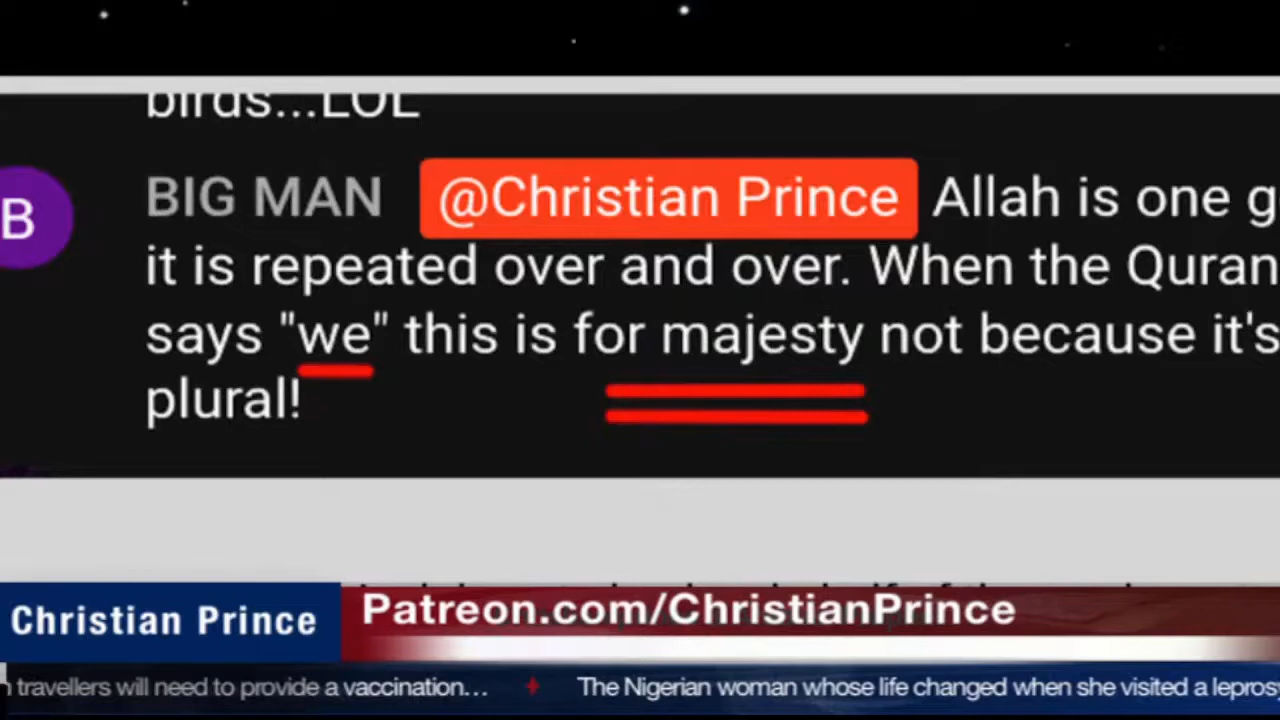 birds...LOL
B
BIG MAN @Christian Prince Allah is one
it is repeated over and over. When the Quran
says "we" this is for majesty not because it's
plural!
Christian Prince
Patreon.com/ChristianPrince
travellers will need to provide a vaccination...
The Nigerian woman whose life changed when she visited a